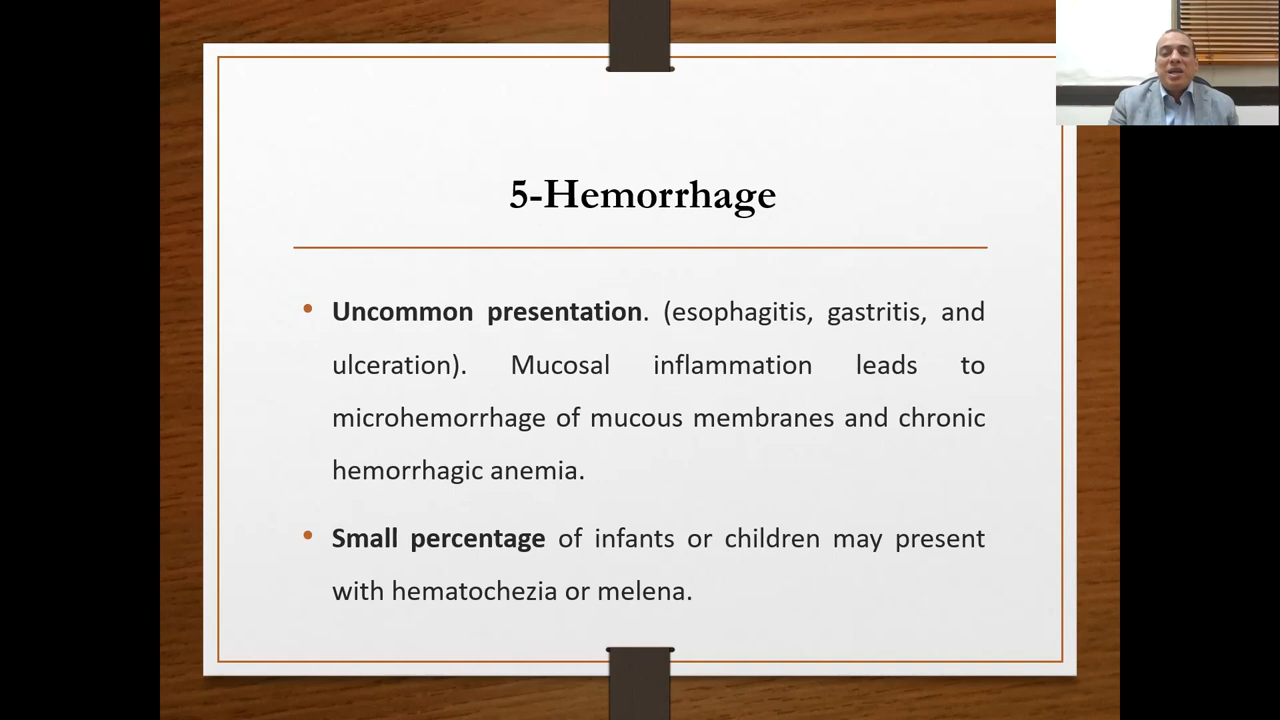 5-Hemorrhage
• Uncommon presentation. (esophagitis, gastritis, and
ulceration). Mucosal inflammation leads to
microhemorrhage of mucous membranes and chronic
hemorrhagic anemia.
• Small percentage of infants or children may present
with hematochezia or melena.